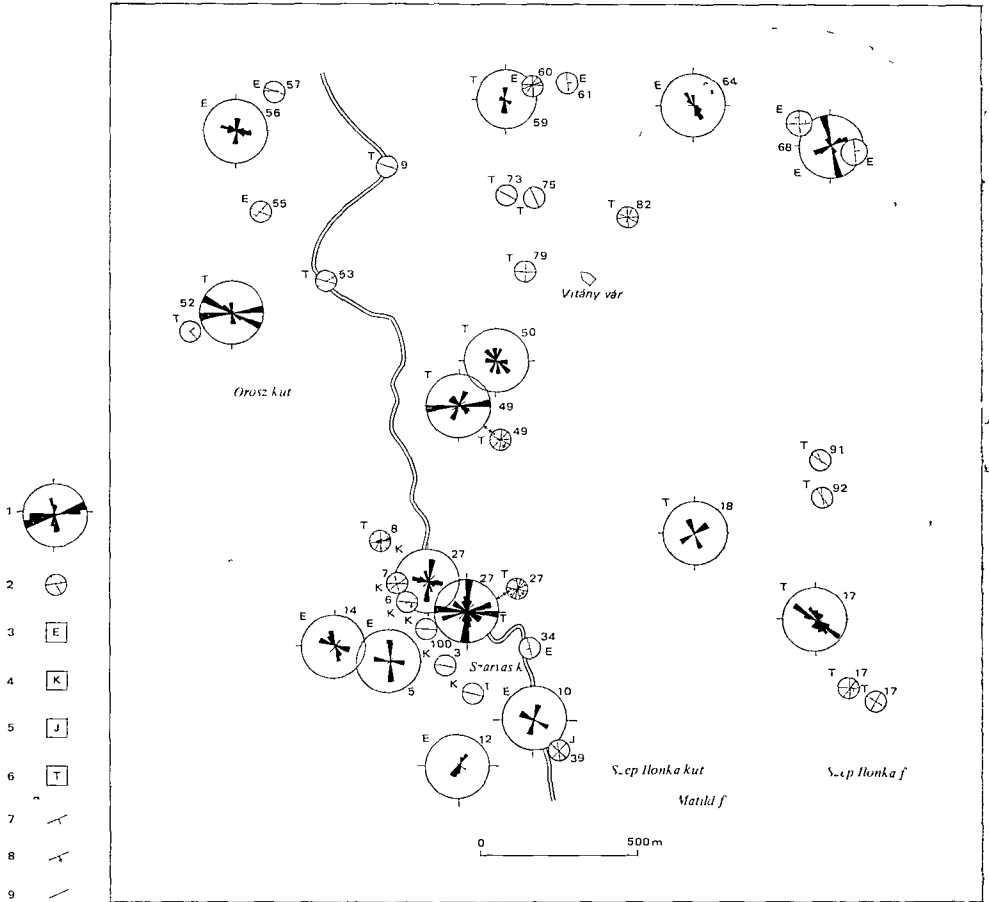 E 57
E 56
T 59
E 60
E 61
E 64
E
68
E
E
T 9
E 55
T 73
T 75
T 82
T 53
T 79
Vitány vár
T
52
T
T 50
Orosz kut
T
49
T 49
T 91
T 92
1
T 18
T 8
K 27
7
K
27
T
T 27
2
6
K
K
100
T 17
3 E
E 14
E
5
34
E
K 3
Szarvas k
4 K
K 1
T 17
T 17
E 10
5 J
J
39
E 12
Matild f
6 T
0 500m
7
8
9